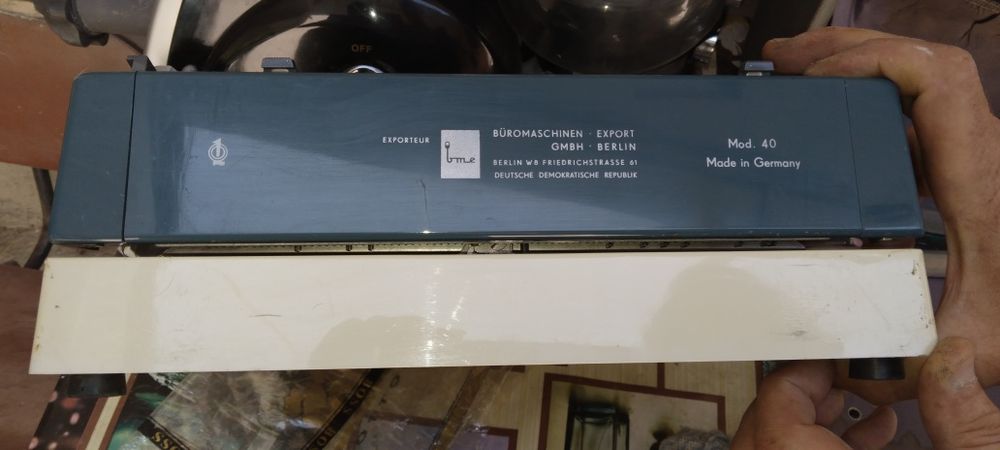 OFF
EXPORTEUR
bme
BÜROMASCHINEN · EXPORT
GMBH · BERLIN
BERLIN W8 FRIEDRICHSTRASSE 61
DEUTSCHE DEMOKRATISCHE REPUBLIK
Mod. 40
Made in Germany
1